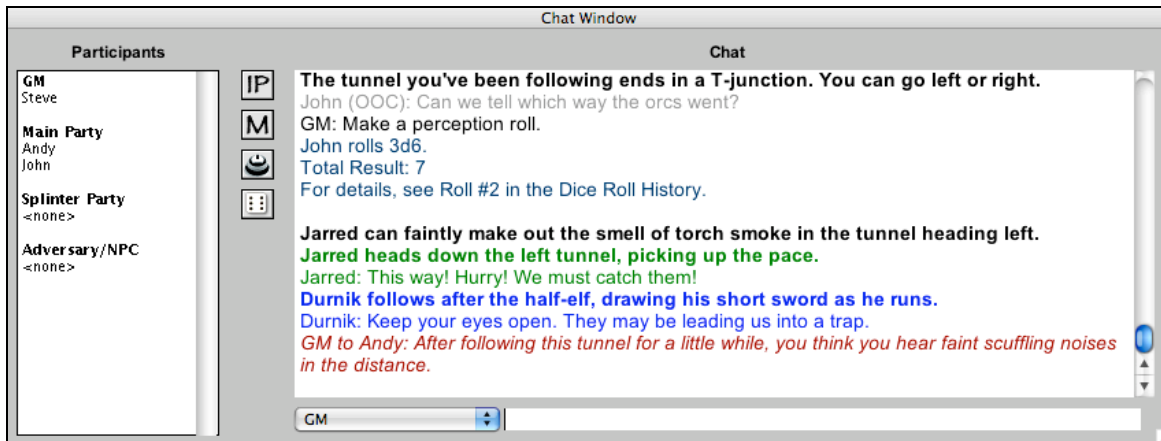 Chat Window
Participants
GM
Steve
Main Party
Andy
John
Splinter Party
<none>
Adversary/NPC
<none>
IP
M
Chat
The tunnel you've been following ends in a T-junction. You can go left or right.
John (OOC): Can we tell which way the orcs went?
GM: Make a perception roll.
John rolls 3d6.
Total Result: 7
For details, see Roll #2 in the Dice Roll History.
Jarred can faintly make out the smell of torch smoke in the tunnel heading left.
Jarred heads down the left tunnel, picking up the pace.
Jarred: This way! Hurry! We must catch them!
Durnik follows after the half-elf, drawing his short sword as he runs.
Durnik: Keep your eyes open. They may be leading us into a trap.
GM to Andy: After following this tunnel for a little while, you think you hear faint scuffling noises
in the distance.
GM